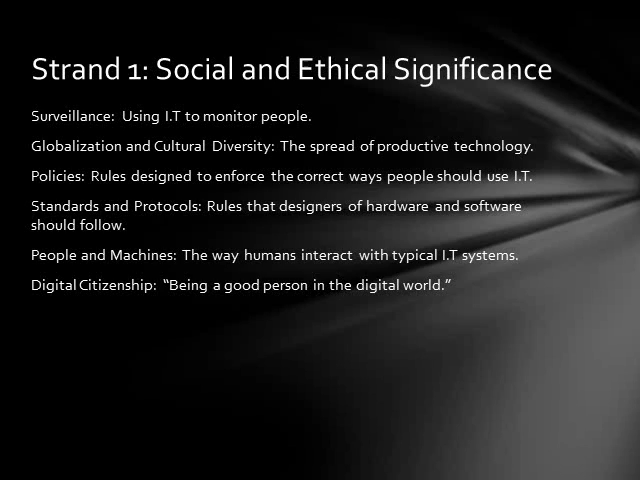 Strand 1: Social and Ethical Significance
Surveillance: Using I.T to monitor people.
Globalization and Cultural Diversity: The spread of productive technology.
Policies: Rules designed to enforce the correct ways people should use I.T.
Standards and Protocols: Rules that designers of hardware and software
should follow.
People and Machines: The way humans interact with typical I.T systems.
Digital Citizenship: “Being a good person in the digital world.”